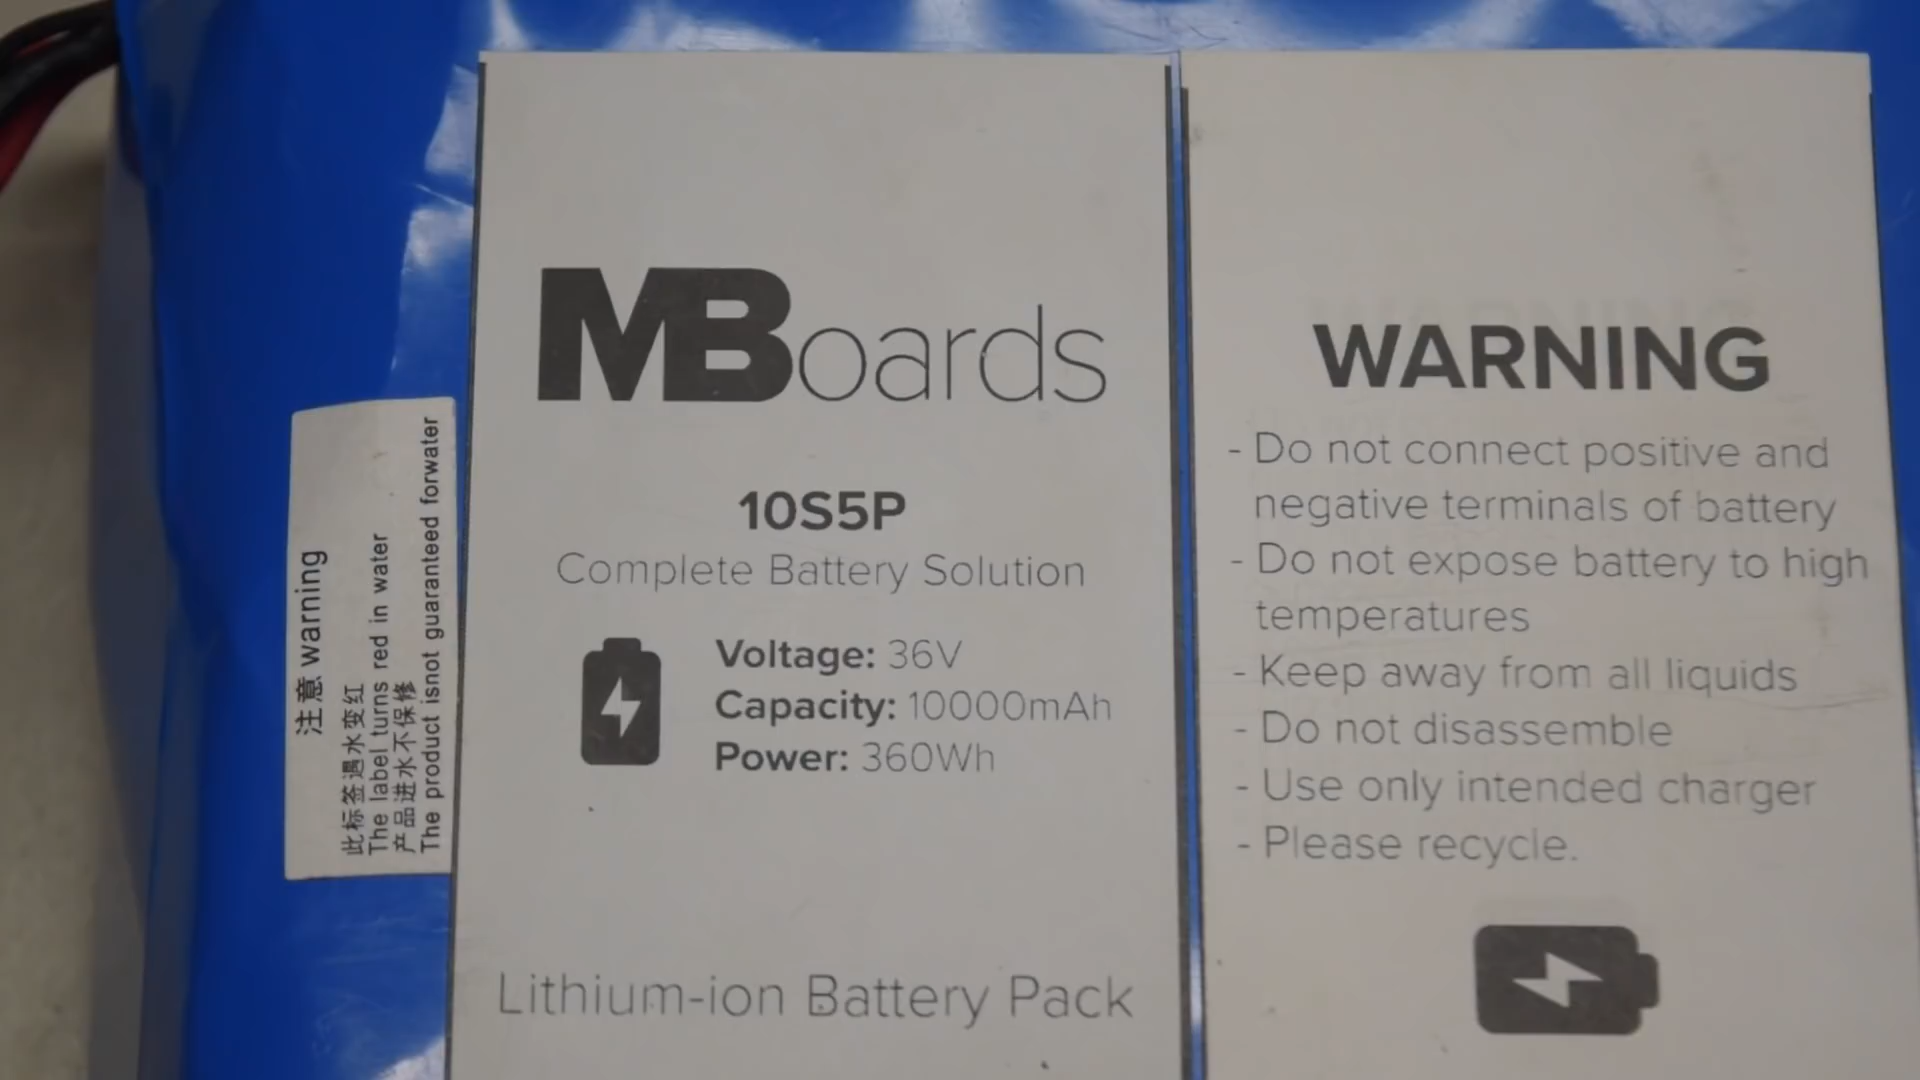 注意 warning
此标签遇水变红
The label turns red in water
产品进水不保修
The product isnot guaranteed forwater
MBoards
10S5P
Complete Battery Solution
Voltage: 36V
Capacity: 10000mAh
Power: 360Wh
Lithium-ion Battery Pack
WARNING
- Do not connect positive and
negative terminals of battery
- Do not expose battery to high
temperatures
- Keep away from all liquids
- Do not disassemble
- Use only intended charger
- Please recycle.